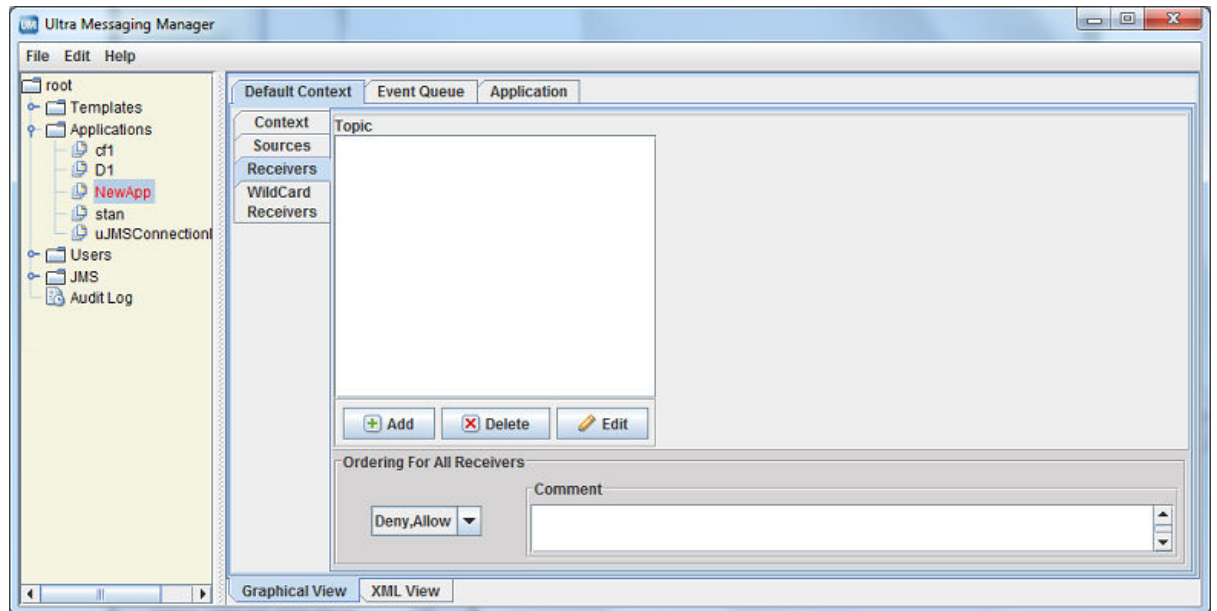 UM Ultra Messaging Manager
File Edit Help
root
Templates
Applications
cf1
D1
NewApp
stan
uJMSConnection
Users
JMS
Audit Log
Default Context Event Queue Application
Context
Sources
Receivers
WildCard
Receivers
Topic
Add Delete Edit
Ordering For All Receivers
Deny,Allow
Comment
Graphical View XML View